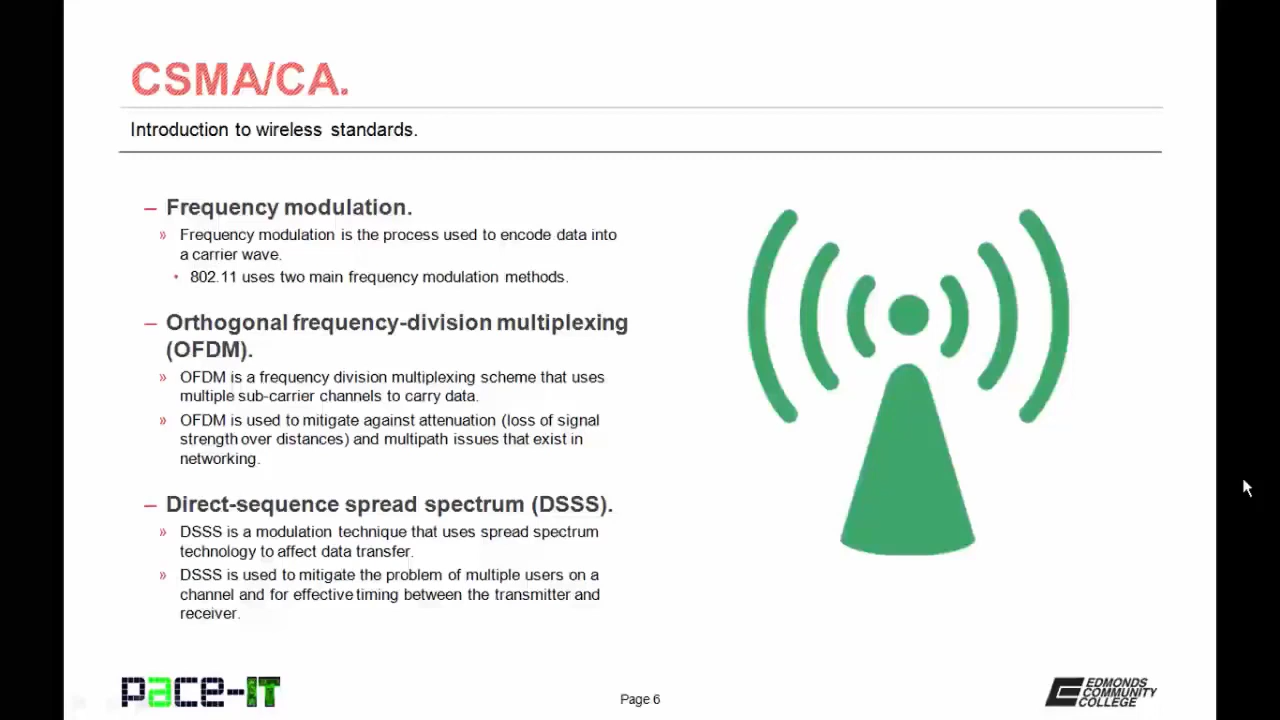 CSMA/CA.
Introduction to wireless standards.
– Frequency modulation.
» Frequency modulation is the process used to encode data into
a carrier wave.
• 802.11 uses two main frequency modulation methods.
– Orthogonal frequency-division multiplexing
(OFDM).
» OFDM is a frequency division multiplexing scheme that uses
multiple sub-carrier channels to carry data.
» OFDM is used to mitigate against attenuation (loss of signal
strength over distances) and multipath issues that exist in
networking.
– Direct-sequence spread spectrum (DSSS).
» DSSS is a modulation technique that uses spread spectrum
technology to affect data transfer.
» DSSS is used to mitigate the problem of multiple users on a
channel and for effective timing between the transmitter and
receiver.
pace-IT
Page 6
EDMONDS
COMMUNITY
COLLEGE